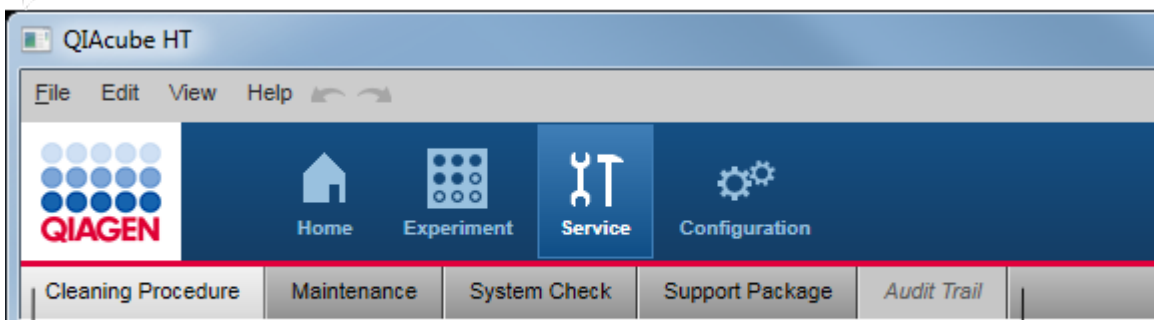 QIAcube HT
File Edit View Help
QIAGEN Home Experiment Service Configuration
Cleaning Procedure Maintenance System Check Support Package Audit Trail